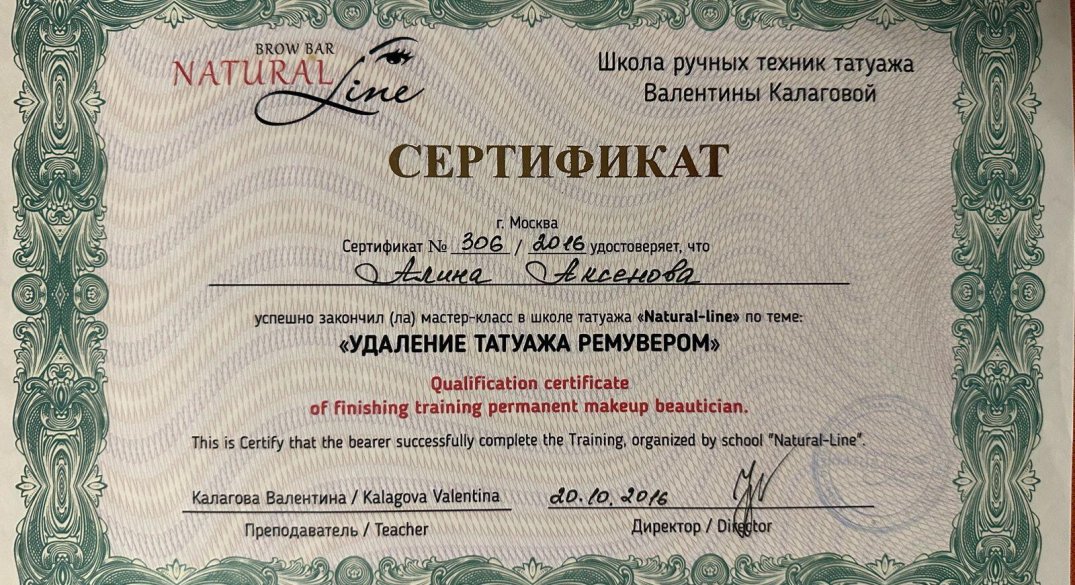 BROW BAR
NATURAL Line
Школа ручных техник татуажа
Валентины Калаговой
СЕРТИФИКАТ
г. Москва
Сертификат № 306 / 2016 удостоверяет, что
Алина Аксенова
успешно закончил (ла) мастер-класс в школе татуажа «Natural-line» по теме:
«УДАЛЕНИЕ ТАТУАЖА РЕМУВЕРОМ»
Qualification certificate
of finishing training permanent makeup beautician.
This is Certify that the bearer successfully complete the Training, organized by school "Natural-Line".
Калагова Валентина / Kalagova Valentina
20.10.2016
Преподаватель / Teacher
Директор / Director